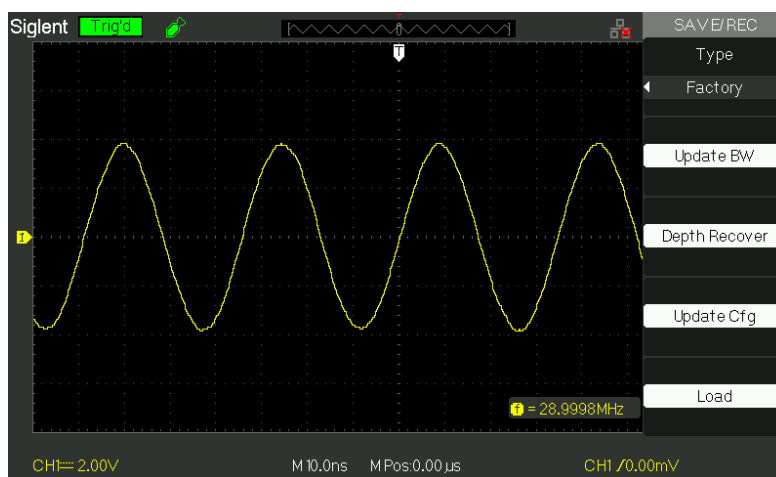 Siglent Trig'd SAVE/REC
T
Type
Factory
Update BW
1
Depth Recover
Update Cfg
Load
f = 28.9998MHz
CH1 2.00V M 10.0ns M Pos:0.00μs CH1 /0.00mV